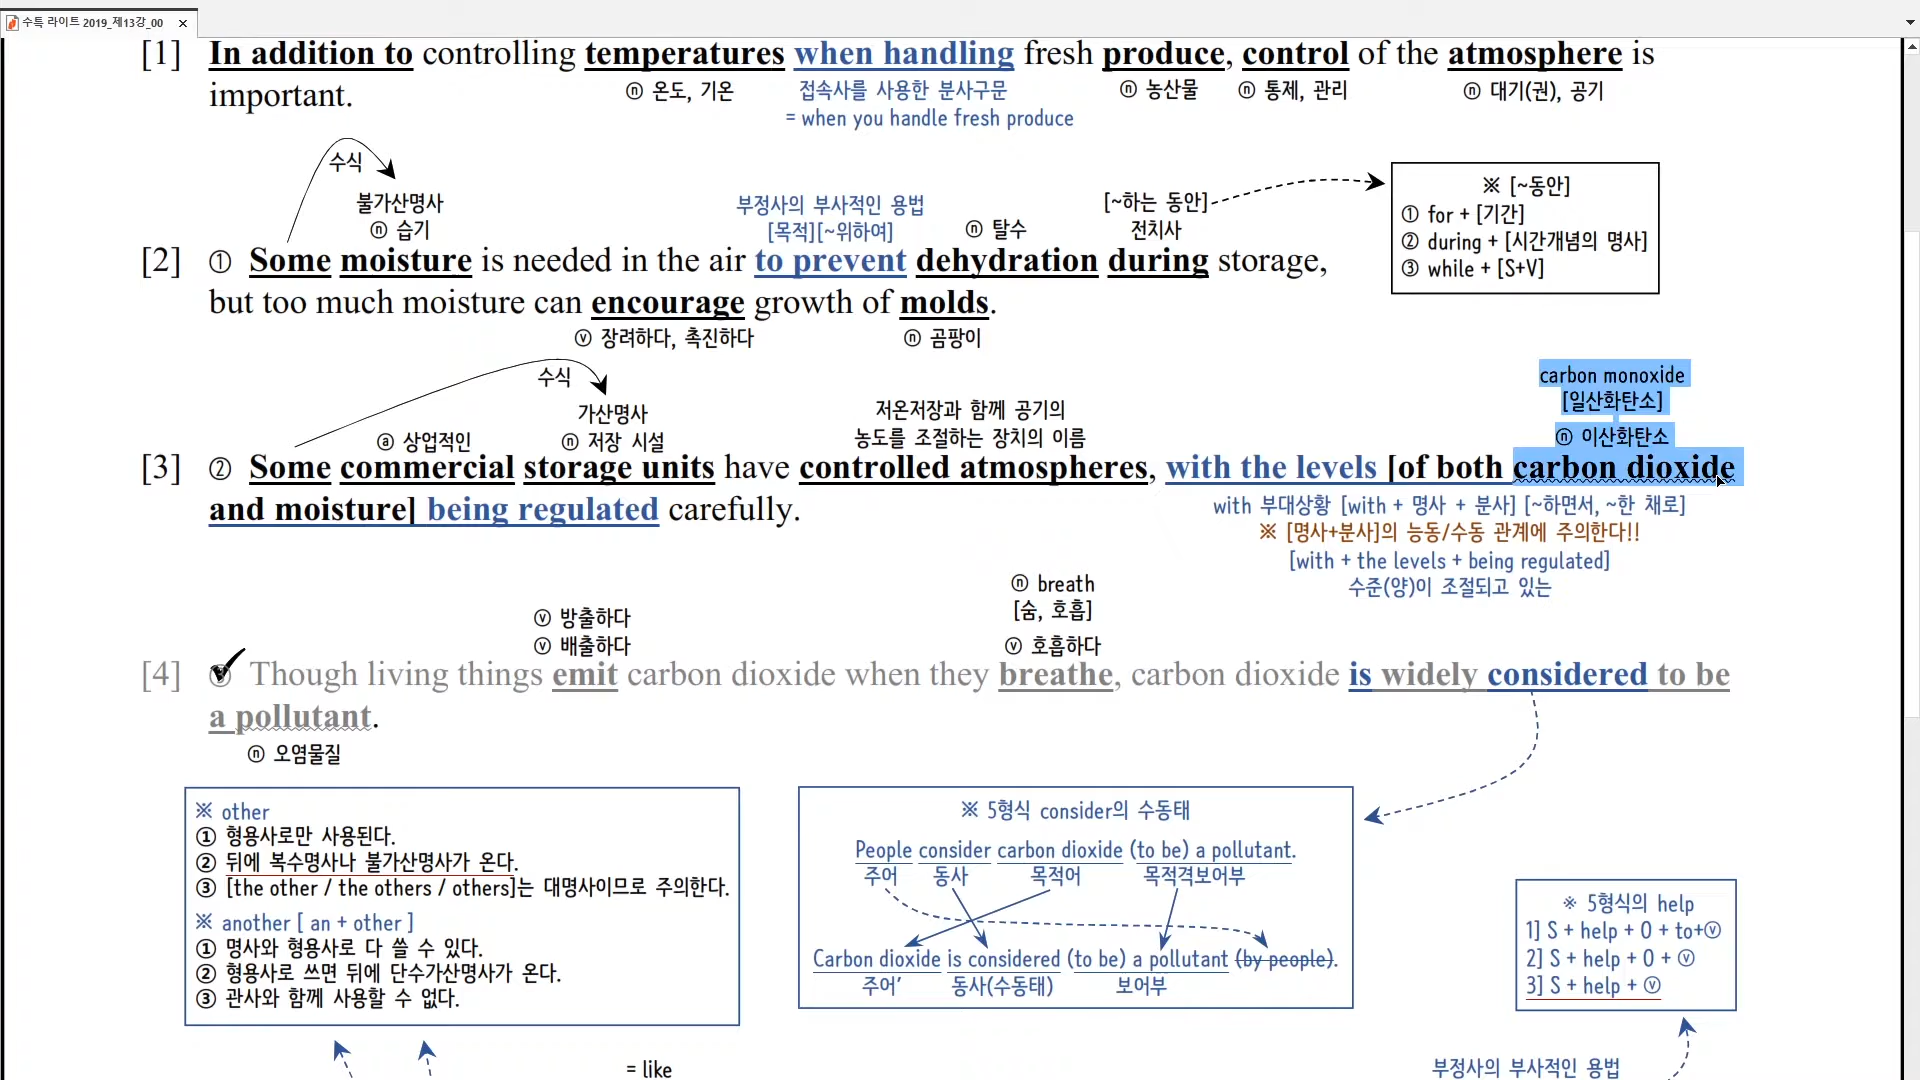 수특 라이트 2019_제13강_00 ×
[1] In addition to controlling temperatures when handling fresh produce, control of the atmosphere is
ⓝ 온도, 기온 접속사를 사용한 분사구문 ⓝ 농산물 ⓝ 통제, 관리 ⓝ 대기(권), 공기
important.
= when you handle fresh produce
수식
불가산명사
ⓝ 습기
부정사의 부사적인 용법
[목적][~위하여]
ⓝ 탈수
[~하는 동안]
전치사
※ [~동안]
① for + [기간]
② during + [시간개념의 명사]
③ while + [S+V]
[2] ① Some moisture is needed in the air to prevent dehydration during storage,
but too much moisture can encourage growth of molds.
ⓥ 장려하다, 촉진하다 ⓝ 곰팡이
수식
가산명사
ⓐ 상업적인 ⓝ 저장 시설
저온저장과 함께 공기의
농도를 조절하는 장치의 이름
carbon monoxide
[일산화탄소]
ⓝ 이산화탄소
[3] ② Some commercial storage units have controlled atmospheres, with the levels [of both carbon dioxide
and moisture] being regulated carefully.
with 부대상황 [with + 명사 + 분사] [~하면서, ~한 채로]
※ [명사+분사]의 능동/수동 관계에 주의한다!!
[with + the levels + being regulated]
수준(양)이 조절되고 있는
ⓥ 방출하다
ⓥ 배출하다
ⓝ breath
[숨, 호흡]
ⓥ 호흡하다
[4] Though living things emit carbon dioxide when they breathe, carbon dioxide is widely considered to be
a pollutant.
ⓝ 오염물질
※ other
① 형용사로만 사용된다.
② 뒤에 복수명사나 불가산명사가 온다.
③ [the other / the others / others]는 대명사이므로 주의한다.
※ another [ an + other ]
① 명사와 형용사로 다 쓸 수 있다.
② 형용사로 쓰면 뒤에 단수가산명사가 온다.
③ 관사와 함께 사용할 수 없다.
※ 5형식 consider의 수동태
People consider carbon dioxide (to be) a pollutant.
주어 동사 목적어 목적격보어부
Carbon dioxide is considered (to be) a pollutant (by people).
주어′ 동사(수동태) 보어부
※ 5형식의 help
1] S + help + O + to+ⓥ
2] S + help + O + ⓥ
3] S + help + ⓥ
= like
부정사의 부사적인 용법